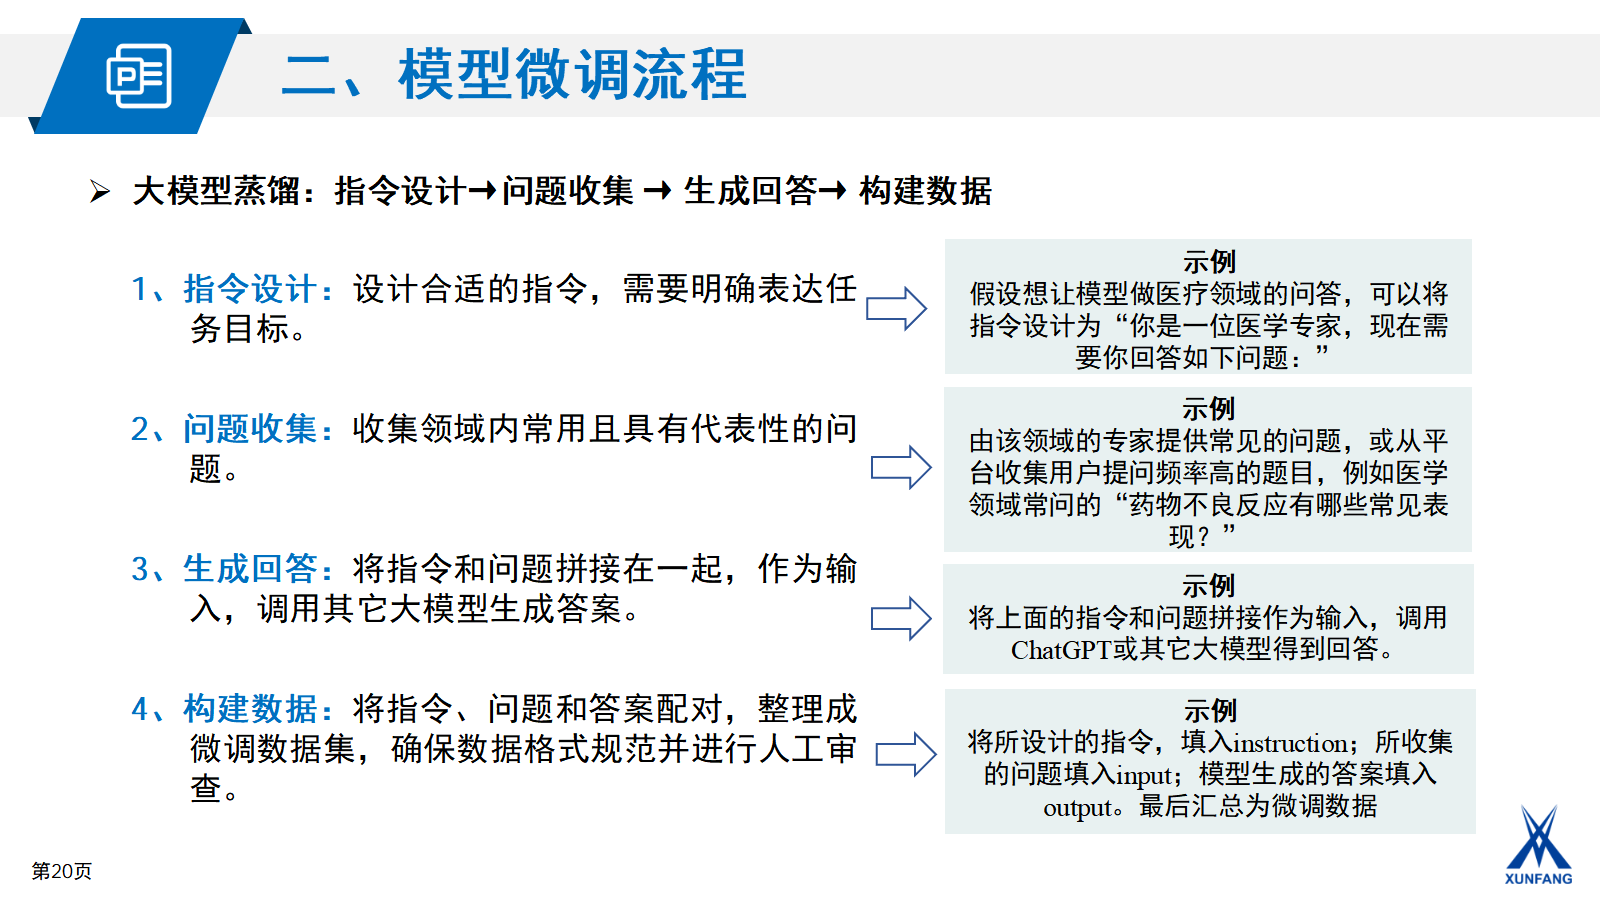 二、模型微调流程
大模型蒸馏：指令设计→问题收集 → 生成回答→ 构建数据
1、指令设计：设计合适的指令，需要明确表达任
务目标。
示例
假设想让模型做医疗领域的问答，可以将
指令设计为“你是一位医学专家，现在需
要你回答如下问题：”
2、问题收集：收集领域内常用且具有代表性的问
题。
示例
由该领域的专家提供常见的问题，或从平
台收集用户提问频率高的题目，例如医学
领域常问的“药物不良反应有哪些常见表
现？”
3、生成回答：将指令和问题拼接在一起，作为输
入，调用其它大模型生成答案。
示例
将上面的指令和问题拼接作为输入，调用
ChatGPT或其它大模型得到回答。
4、构建数据：将指令、问题和答案配对，整理成
微调数据集，确保数据格式规范并进行人工审
查。
示例
将所设计的指令，填入instruction；所收集
的问题填入input；模型生成的答案填入
output。最后汇总为微调数据
第20页
XUNFANG